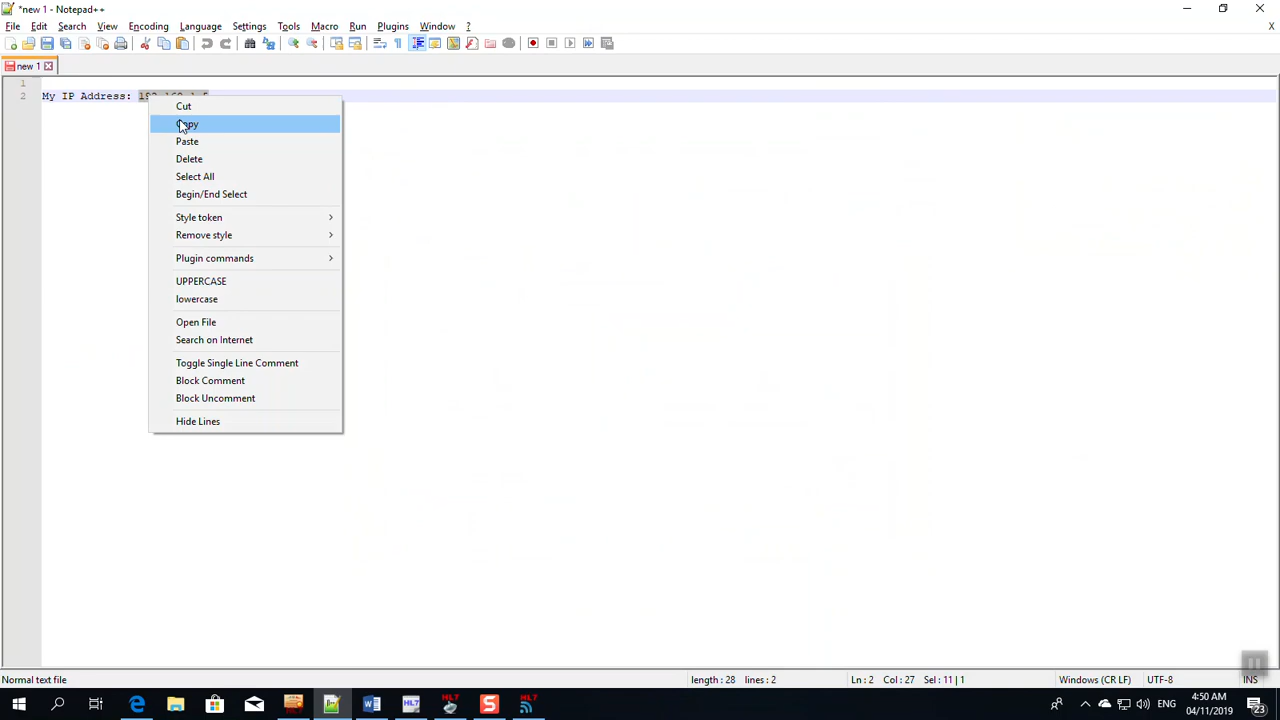 *new 1 - Notepad++
File Edit Search View Encoding Language Settings Tools Macro Run Plugins Window ?
X
new 1
1
2 My IP Address:
Cut
Copy
Paste
Delete
Select All
Begin/End Select
Style token
Remove style
Plugin commands
UPPERCASE
lowercase
Open File
Search on Internet
Toggle Single Line Comment
Block Comment
Block Uncomment
Hide Lines
Normal text file length : 28 lines : 2 Ln : 2 Col : 27 Sel : 11 | 1 Windows (CR LF) UTF-8 INS
HL7 HL7 S HL7
ENG 4:50 AM
04/11/2019
23